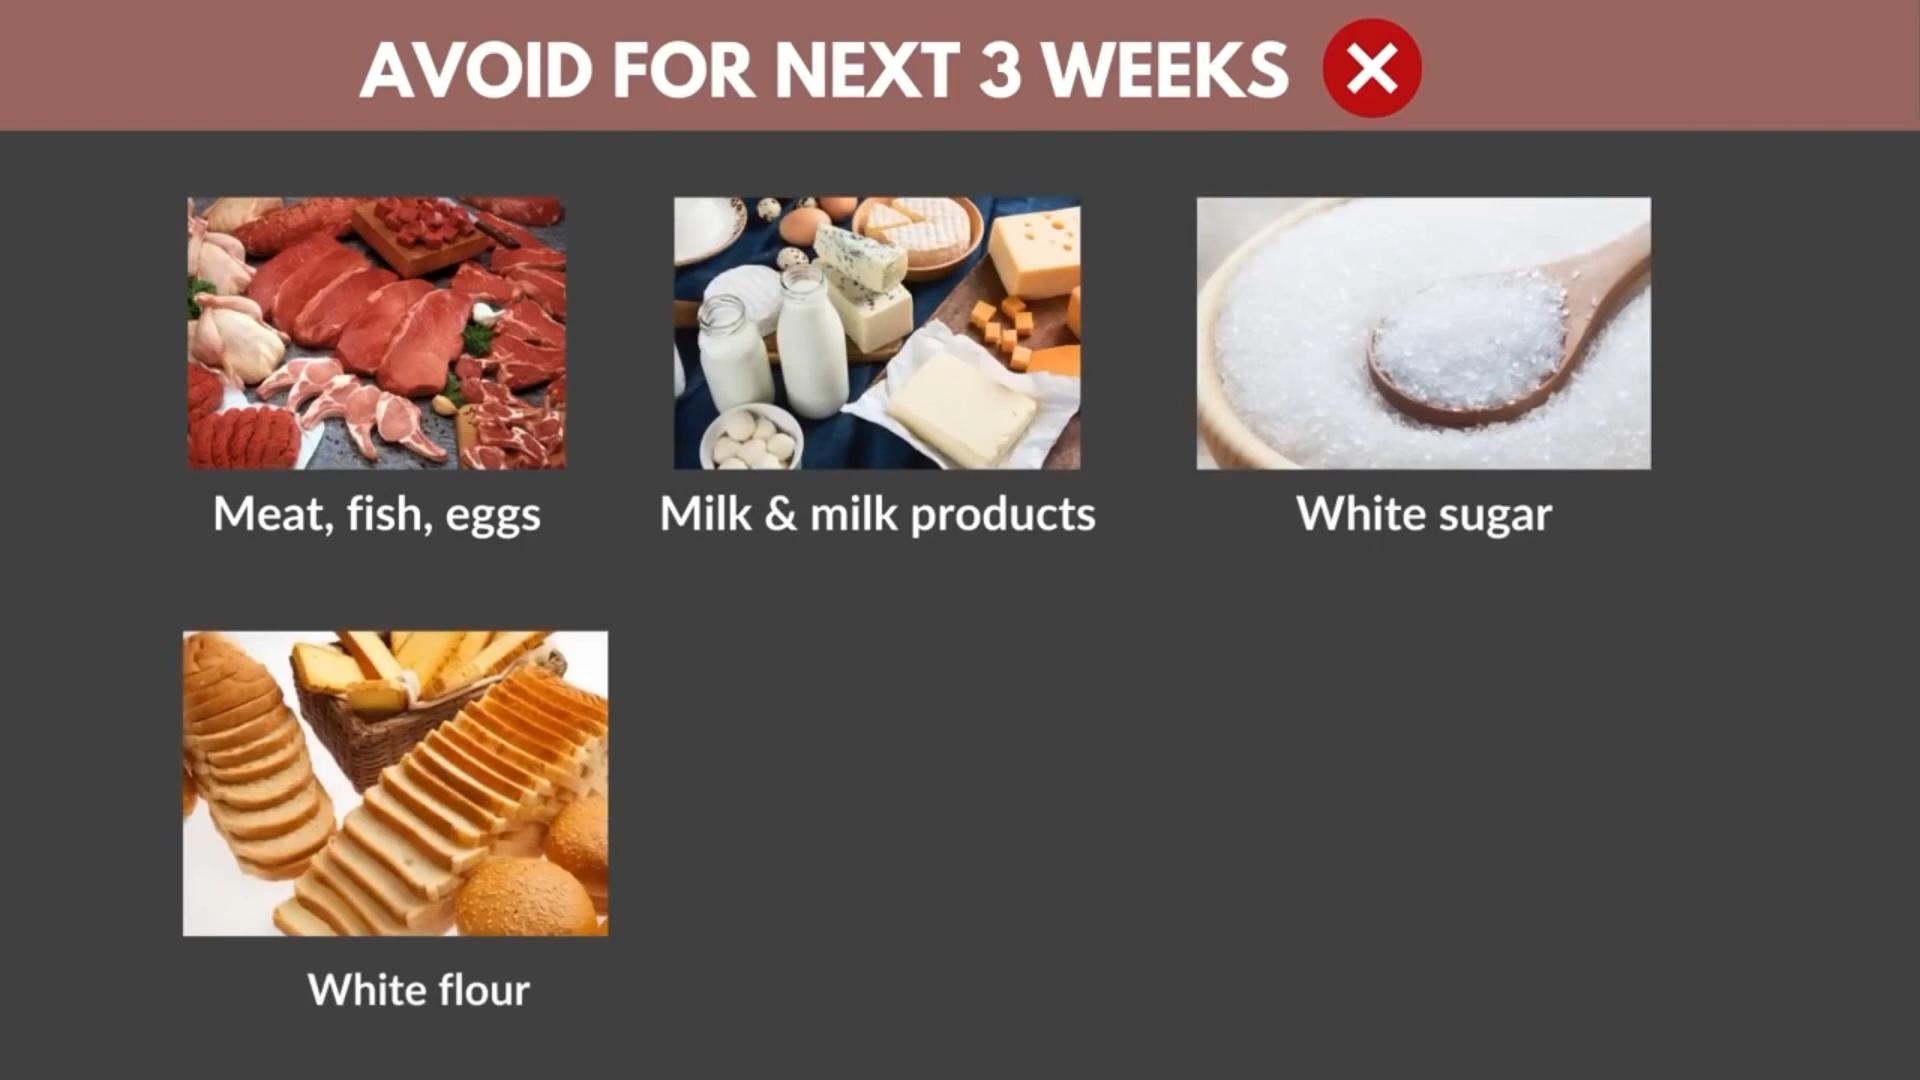 AVOID FOR NEXT 3 WEEKS
Meat, fish, eggs
Milk & milk products
White sugar
White flour